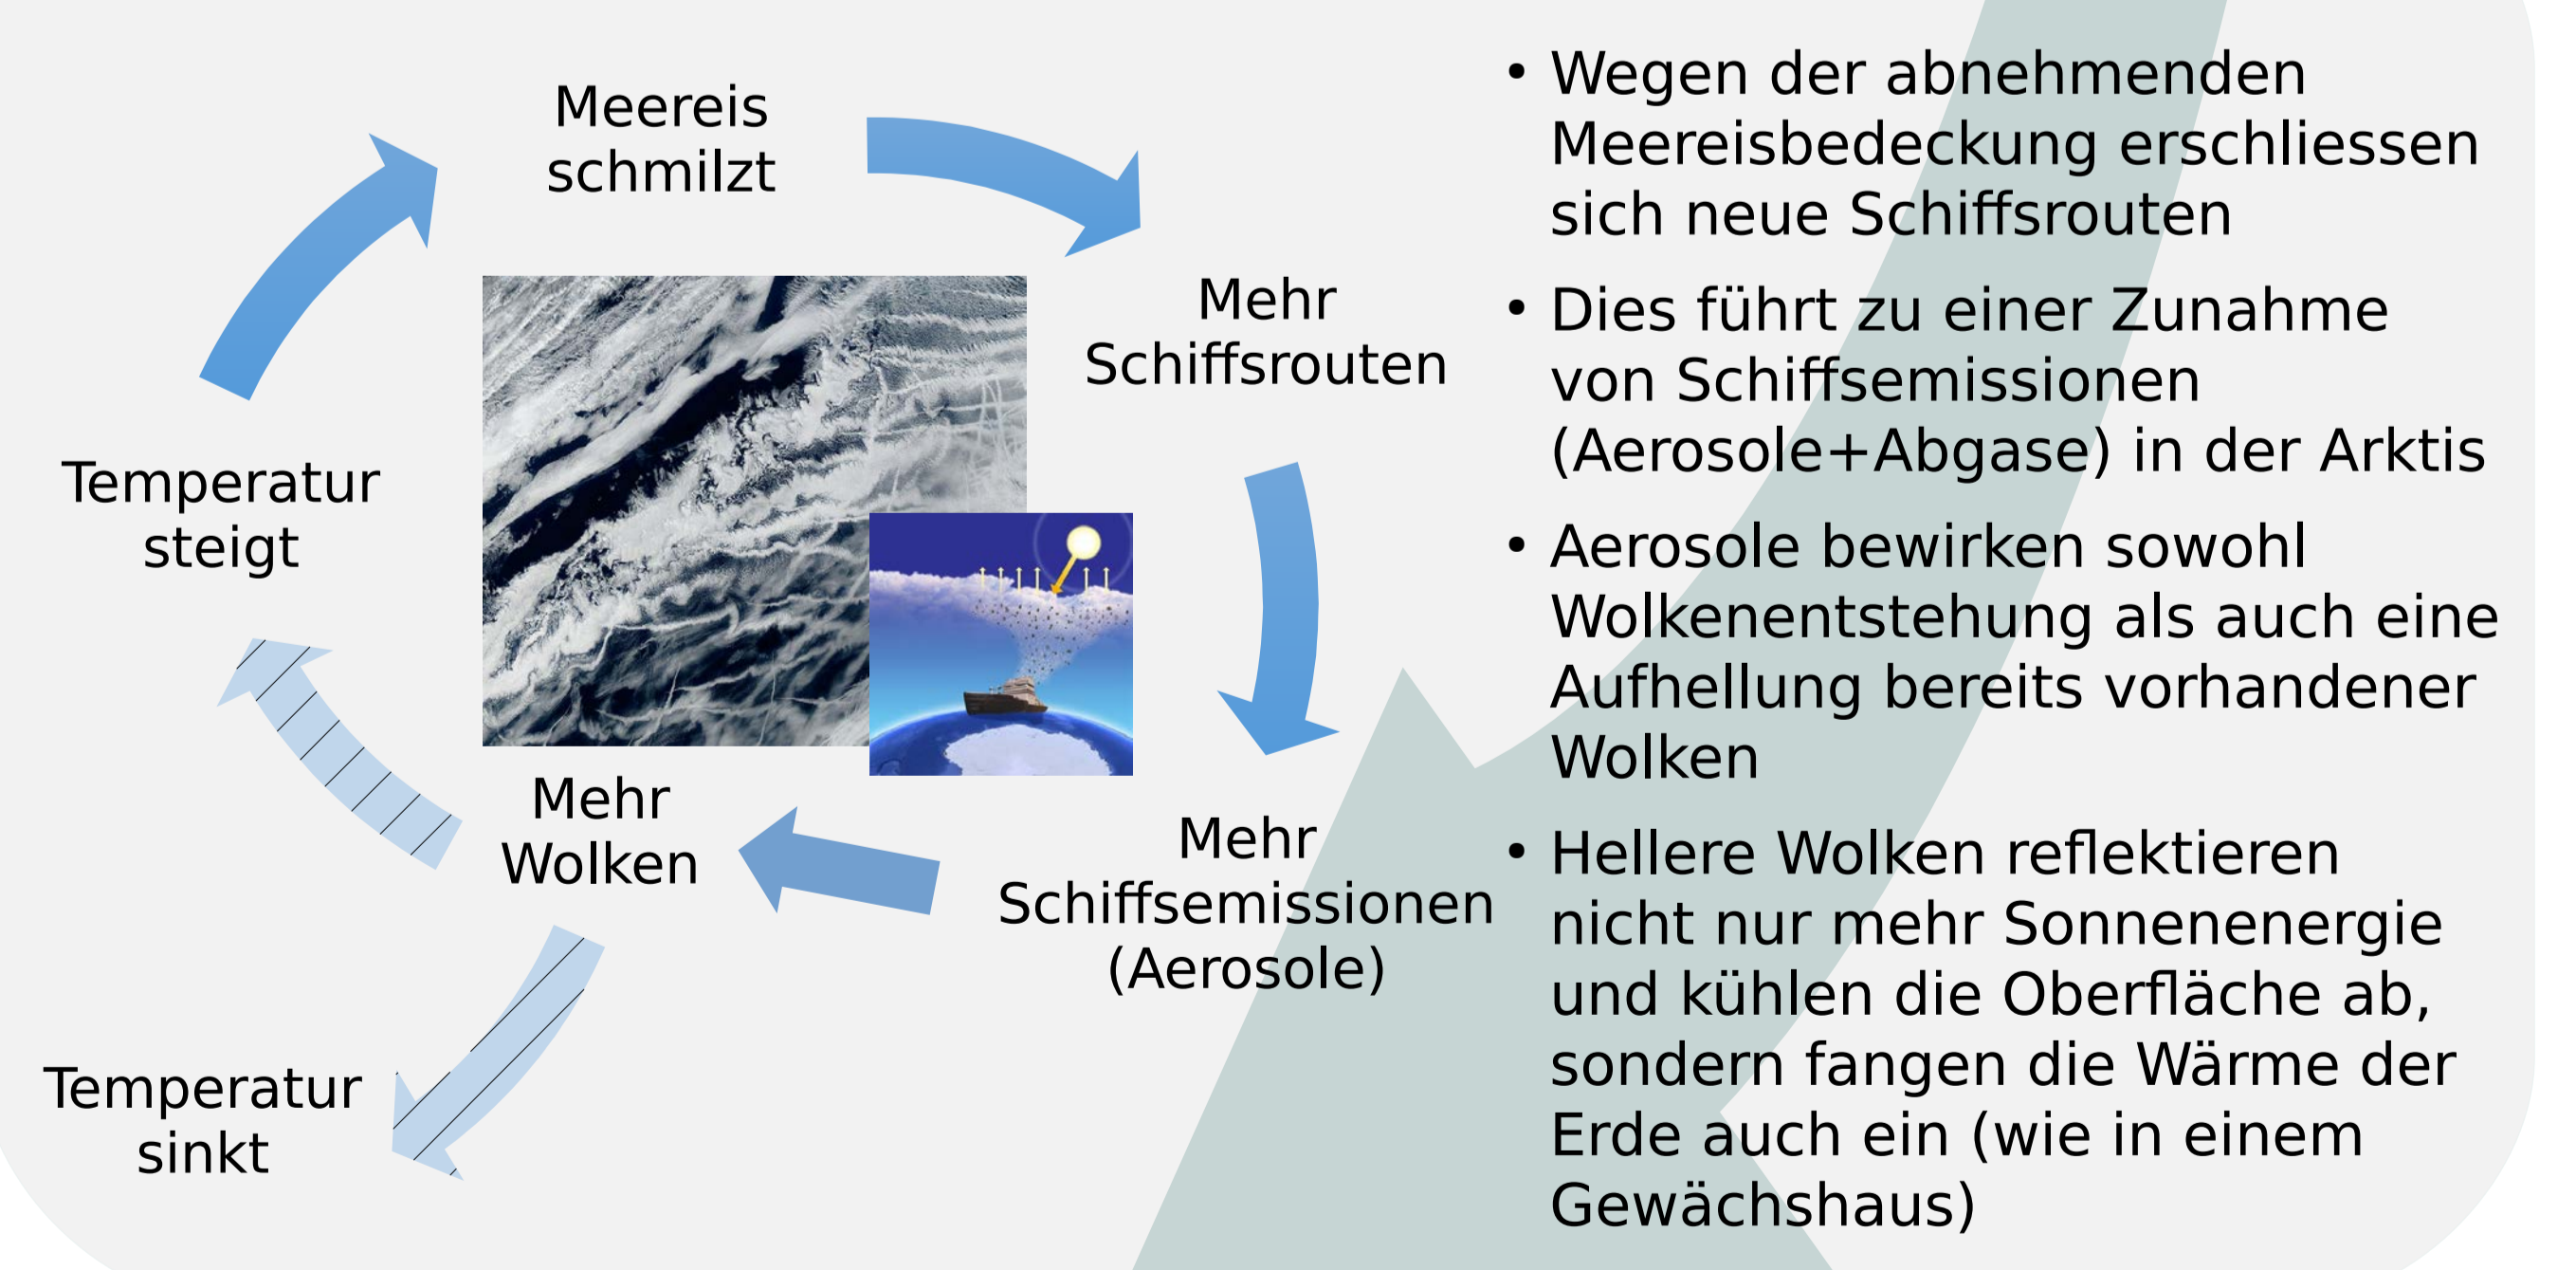 Meereis
schmilzt
Mehr
Schiffsrouten
Mehr
Schiffsemissionen
(Aerosole)
Mehr
Wolken
Temperatur
steigt
Temperatur
sinkt
• Wegen der abnehmenden
Meereisbedeckung erschliessen
sich neue Schiffsrouten
• Dies führt zu einer Zunahme
von Schiffsemissionen
(Aerosole+Abgase) in der Arktis
• Aerosole bewirken sowohl
Wolkenentstehung als auch eine
Aufhellung bereits vorhandener
Wolken
• Hellere Wolken reflektieren
nicht nur mehr Sonnenenergie
und kühlen die Oberfläche ab,
sondern fangen die Wärme der
Erde auch ein (wie in einem
Gewächshaus)